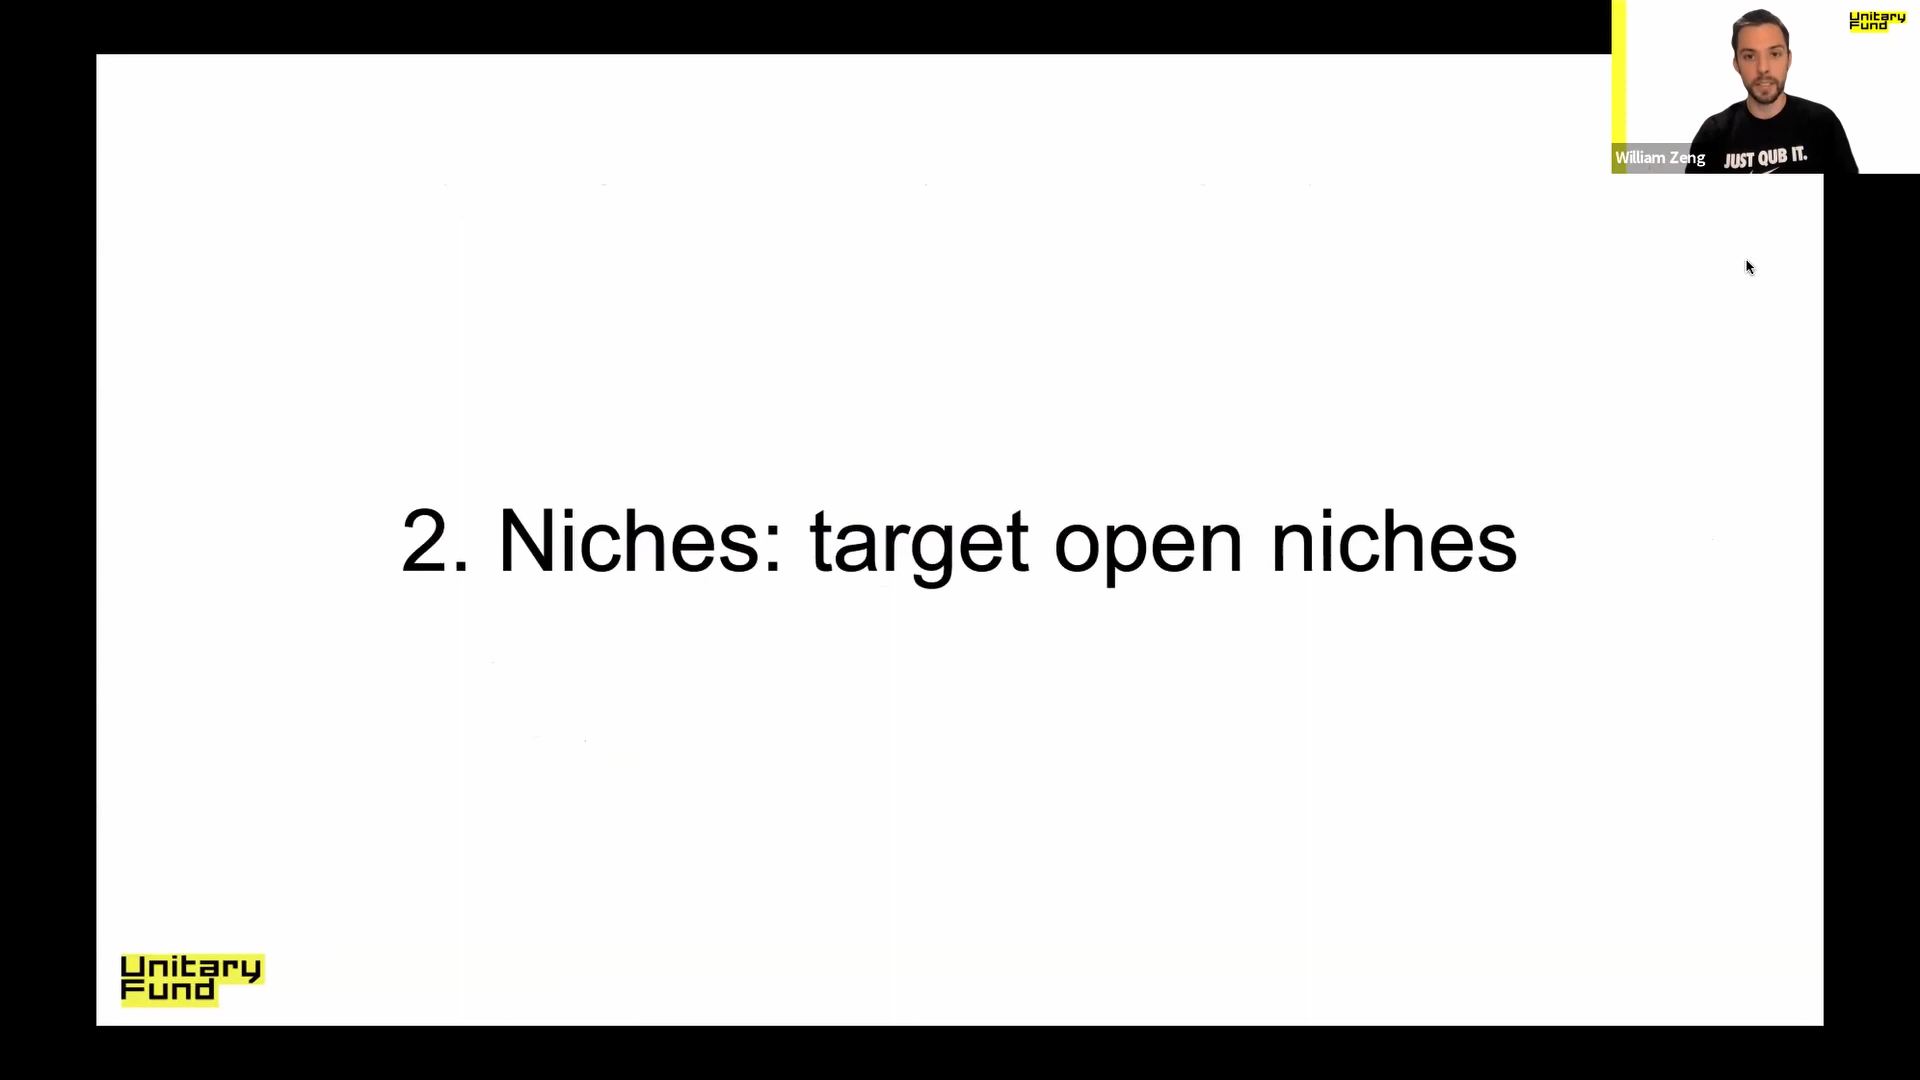 Unitary
Fund
William Zeng
JUST QUB IT.
2. Niches: target open niches
Unitary
Fund